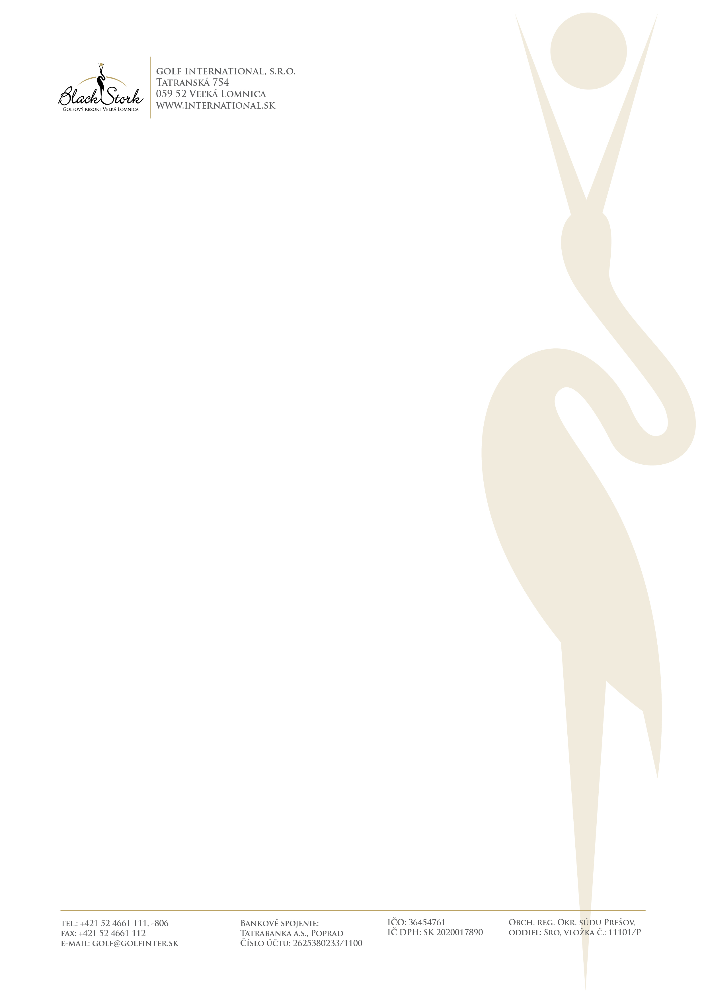 Black Stork
Golfový rezort Veľká Lomnica
golf international, s.r.o.
Tatranská 754
059 52 Veľká Lomnica
www.international.sk
tel.: +421 52 4661 111, -806
fax: +421 52 4661 112
e-mail: golf@golfinter.sk
Bankové spojenie:
Tatrabanka a.s., Poprad
Číslo účtu: 2625380233/1100
IČO: 36454761
IČ DPH: SK 2020017890
Obch. reg. Okr. súdu Prešov,
oddiel: Sro, vložka č.: 11101/P